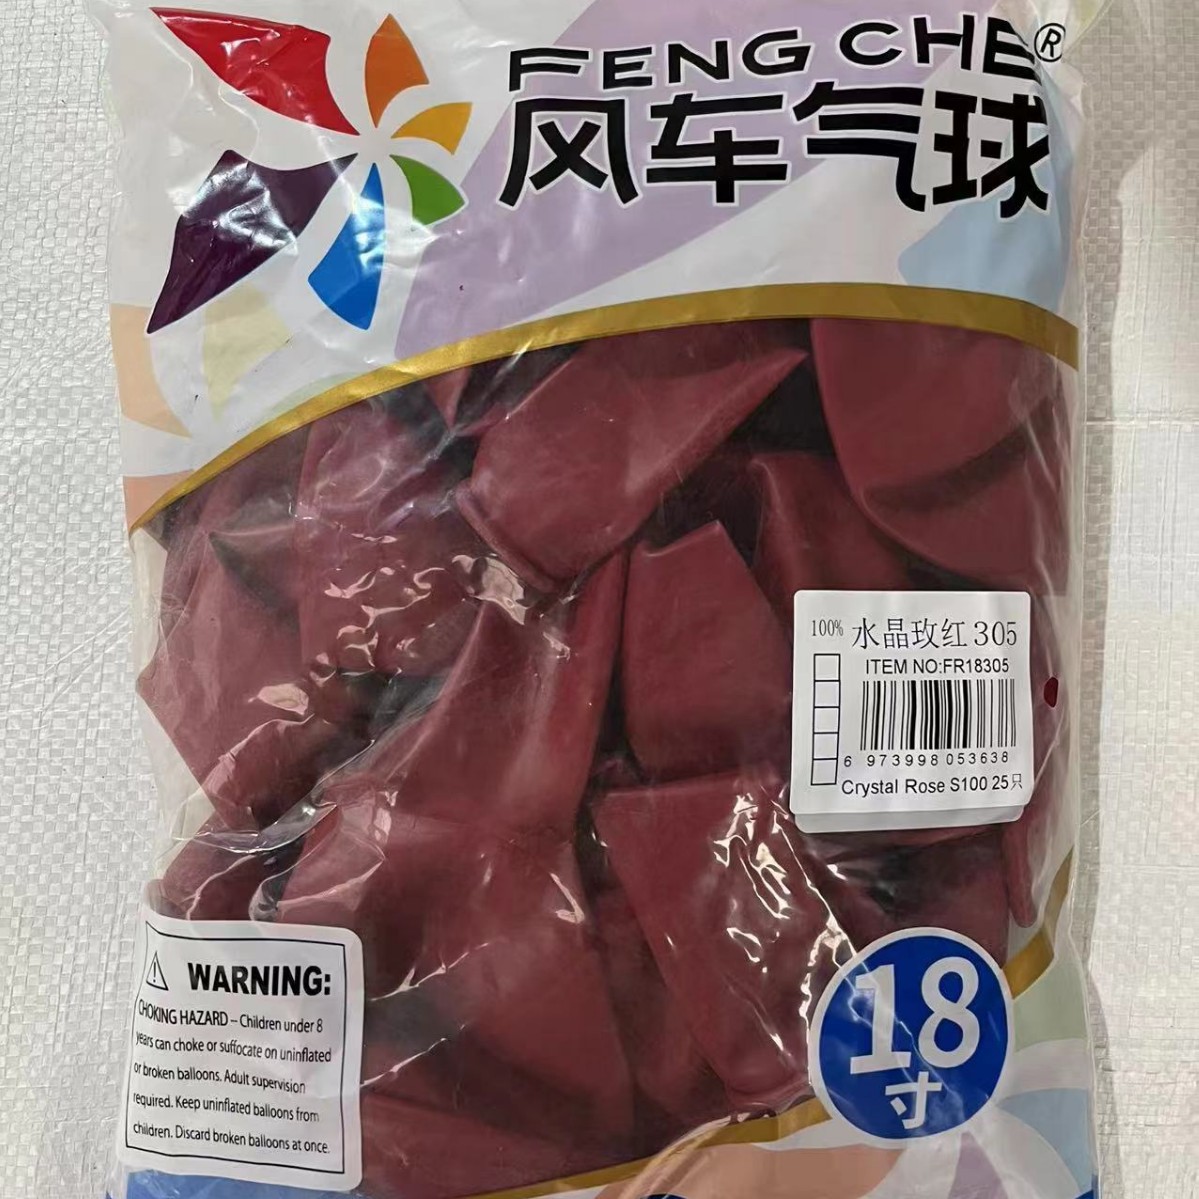 FENG CHE®
风车气球
100% 水晶玫红 305
ITEM NO:FR18305
6 973998 053638
Crystal Rose S100 25只
WARNING:
CHOKING HAZARD – Children under 8
years can choke or suffocate on uninflated
or broken balloons. Adult supervision
required. Keep uninflated balloons from
children. Discard broken balloons at once.
18
寸